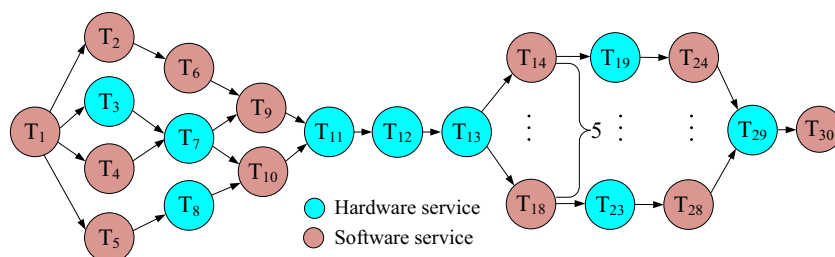 T1
T2
T3
T4
T5
T6
T7
T8
T9
T10
T11
T12
T13
T14
⋮
T18
5
T19
⋮
T23
T24
⋮
T28
T29
T30
Hardware service
Software service